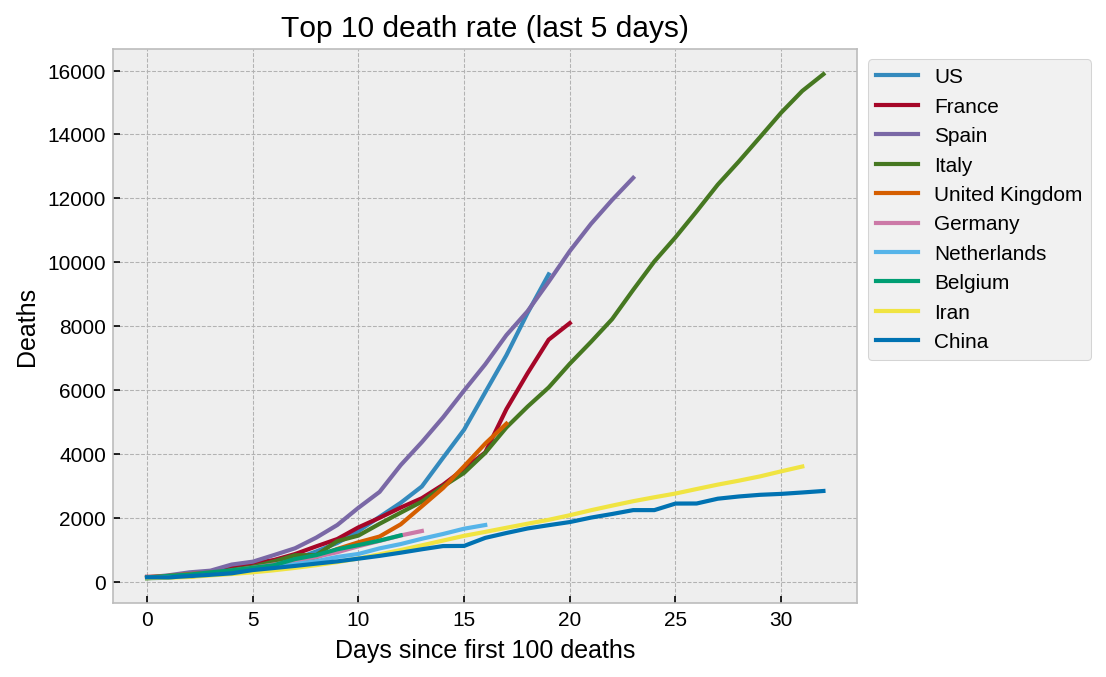 Top 10 death rate (last 5 days)
16000
14000
12000
10000
8000
6000
4000
2000
0
Deaths
0 5 10 15 20 25 30
Days since first 100 deaths
US
France
Spain
Italy
United Kingdom
Germany
Netherlands
Belgium
Iran
China